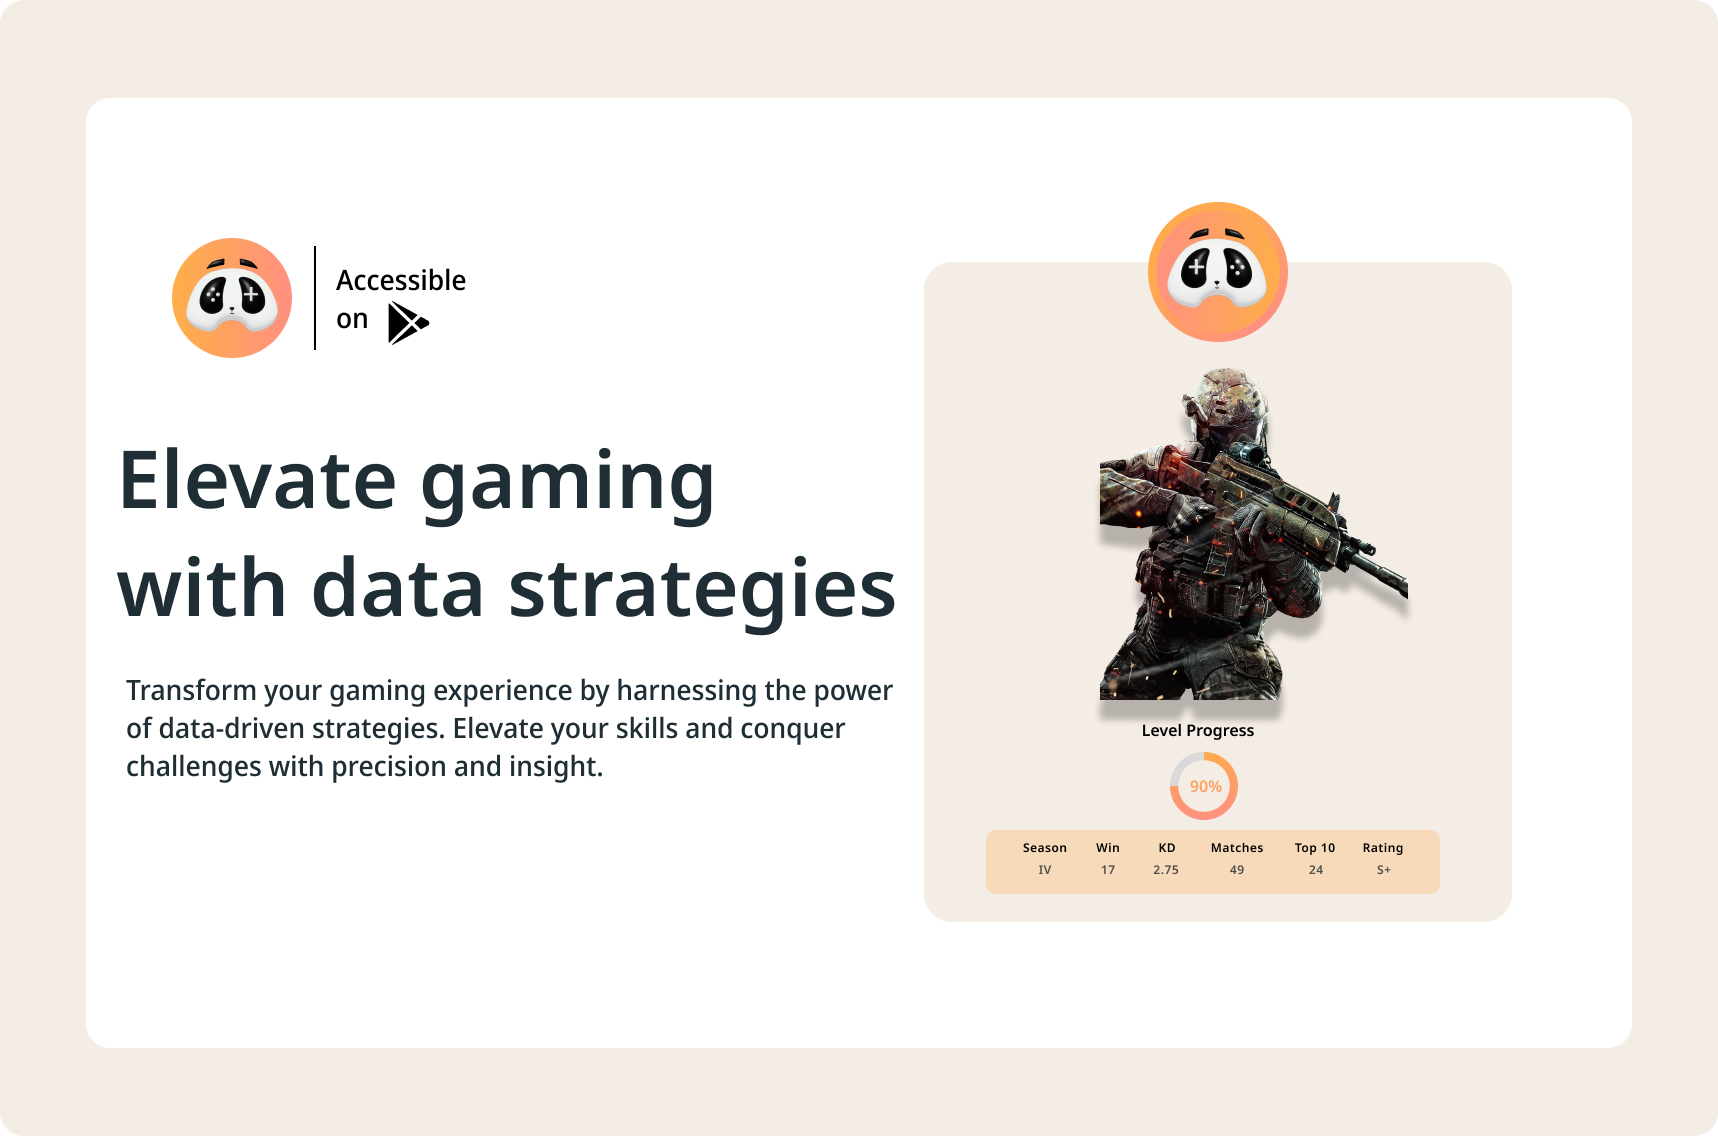 Accessible
on
Elevate gaming
with data strategies
Transform your gaming experience by harnessing the power
of data-driven strategies. Elevate your skills and conquer
challenges with precision and insight.
Level Progress
90%
Season Win KD Matches Top 10 Rating
IV 17 2.75 49 24 S+